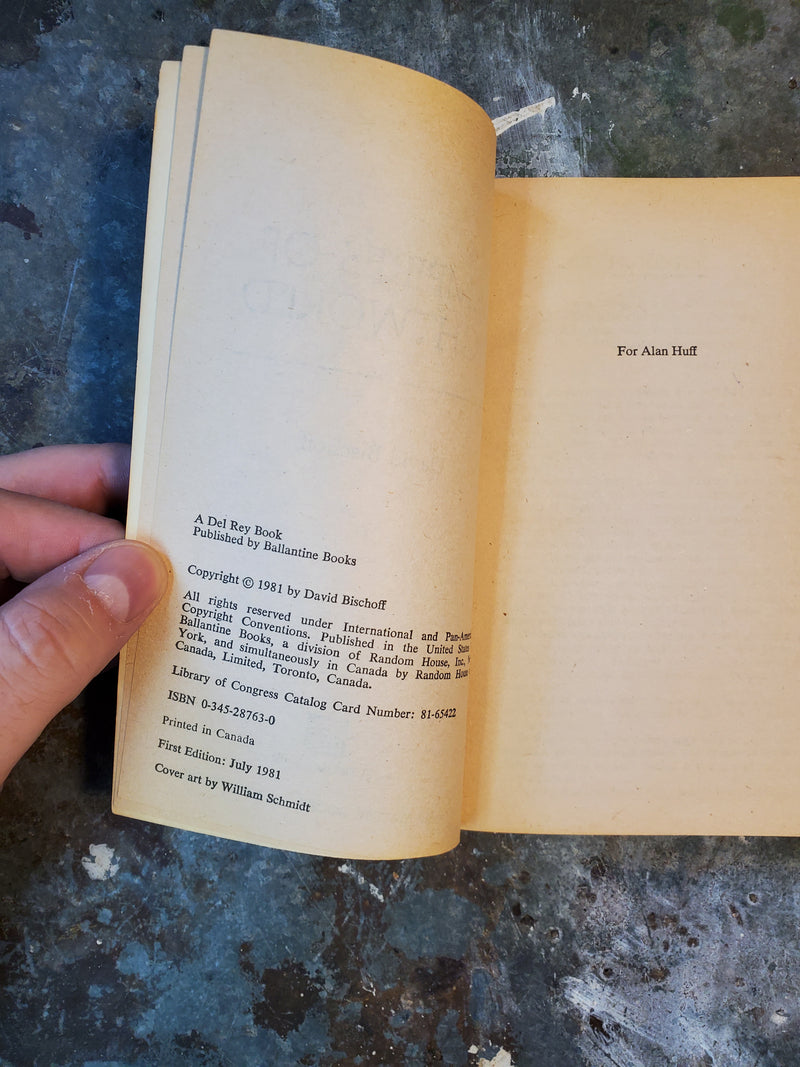 A Del Rey Book
Published by Ballantine Books
Copyright © 1981 by David Bischoff
All rights reserved under International and Pan-Amer
Copyright Conventions. Published in the United States
Ballantine Books, a division of Random House, Inc,
York, and simultaneously in Canada by Random House
Canada, Limited, Toronto, Canada.
Library of Congress Catalog Card Number: 81-65422
ISBN 0-345-28763-0
Printed in Canada
First Edition: July 1981
Cover art by William Schmidt
For Alan Huff